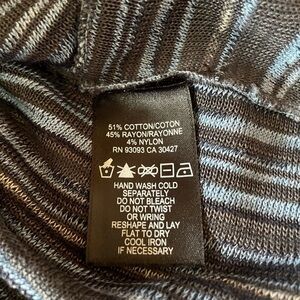 51% COTTON/COTON
45% RAYON/RAYONNE
4% NYLON
RN 93093 CA 30427
HAND WASH COLD
SEPARATELY
DO NOT BLEACH
DO NOT TWIST
OR WRING
RESHAPE AND LAY
FLAT TO DRY
COOL IRON
IF NECESSARY